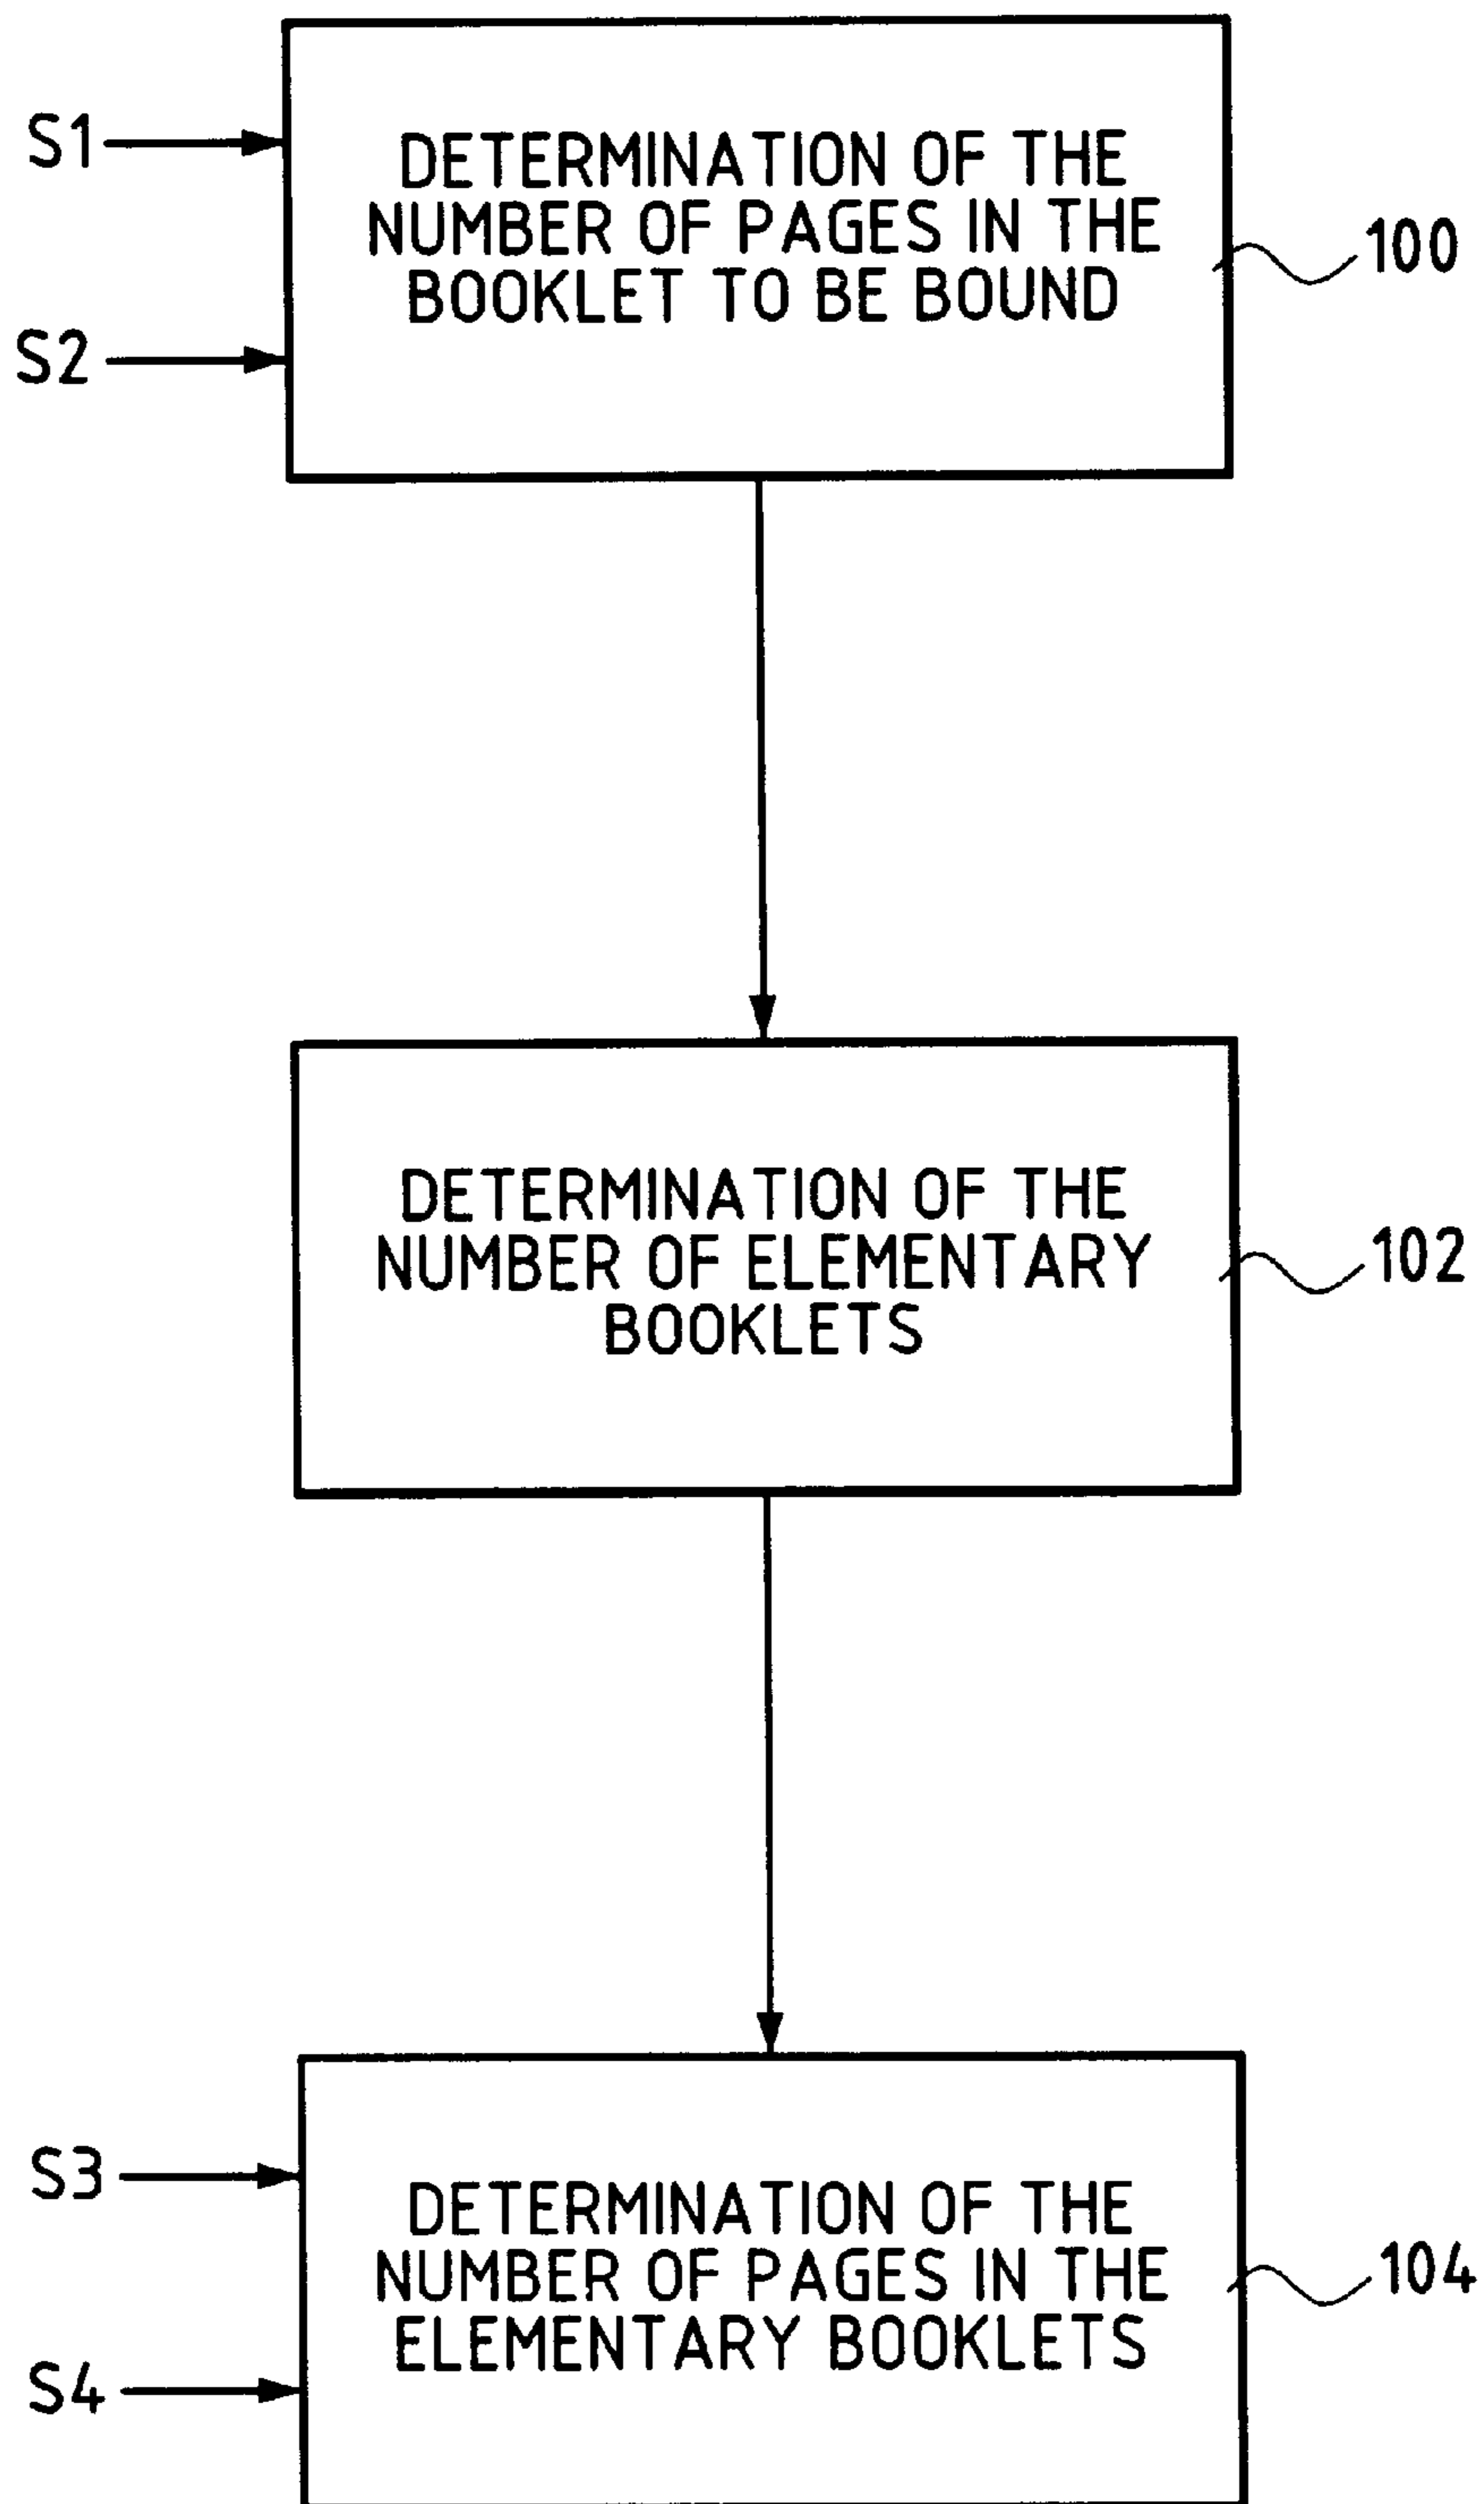 S1
DETERMINATION OF THE
NUMBER OF PAGES IN THE
BOOKLET TO BE BOUND
100
S2
DETERMINATION OF THE
NUMBER OF ELEMENTARY
BOOKLETS
102
S3
DETERMINATION OF THE
NUMBER OF PAGES IN THE
ELEMENTARY BOOKLETS
104
S4